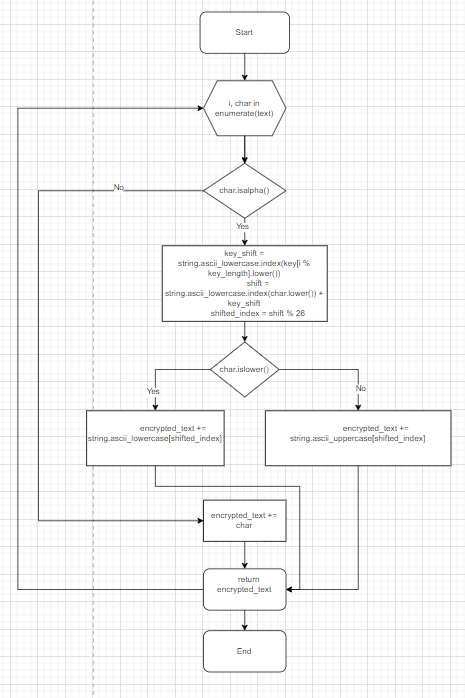 Start
i, char in
enumerate(text)
char.isalpha()
No
Yes
key_shift =
string.ascii_lowercase.index(key[i %
key_length].lower())
shift =
string.ascii_lowercase.index(char.lower()) +
key_shift
shifted_index = shift % 26
char.islower()
Yes
No
encrypted_text +=
string.ascii_lowercase[shifted_index]
encrypted_text +=
string.ascii_uppercase[shifted_index]
encrypted_text +=
char
return
encrypted_text
End